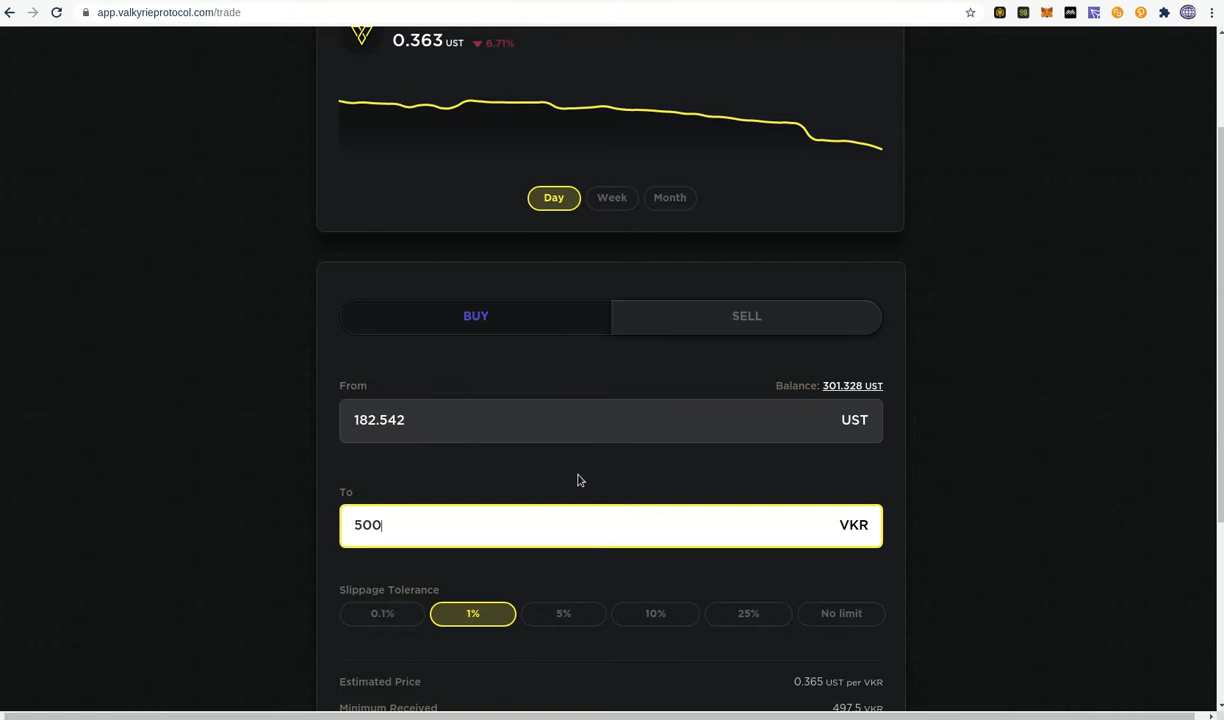 app.valkyrieprotocol.com/trade
0.363 UST 6.71%
Day Week Month
BUY SELL
From Balance: 301.328 UST
182.542 UST
To
500 VKR
Slippage Tolerance
0.1% 1% 5% 10% 25% No limit
Estimated Price 0.365 UST per VKR
Minimum Received 497.5 VKR